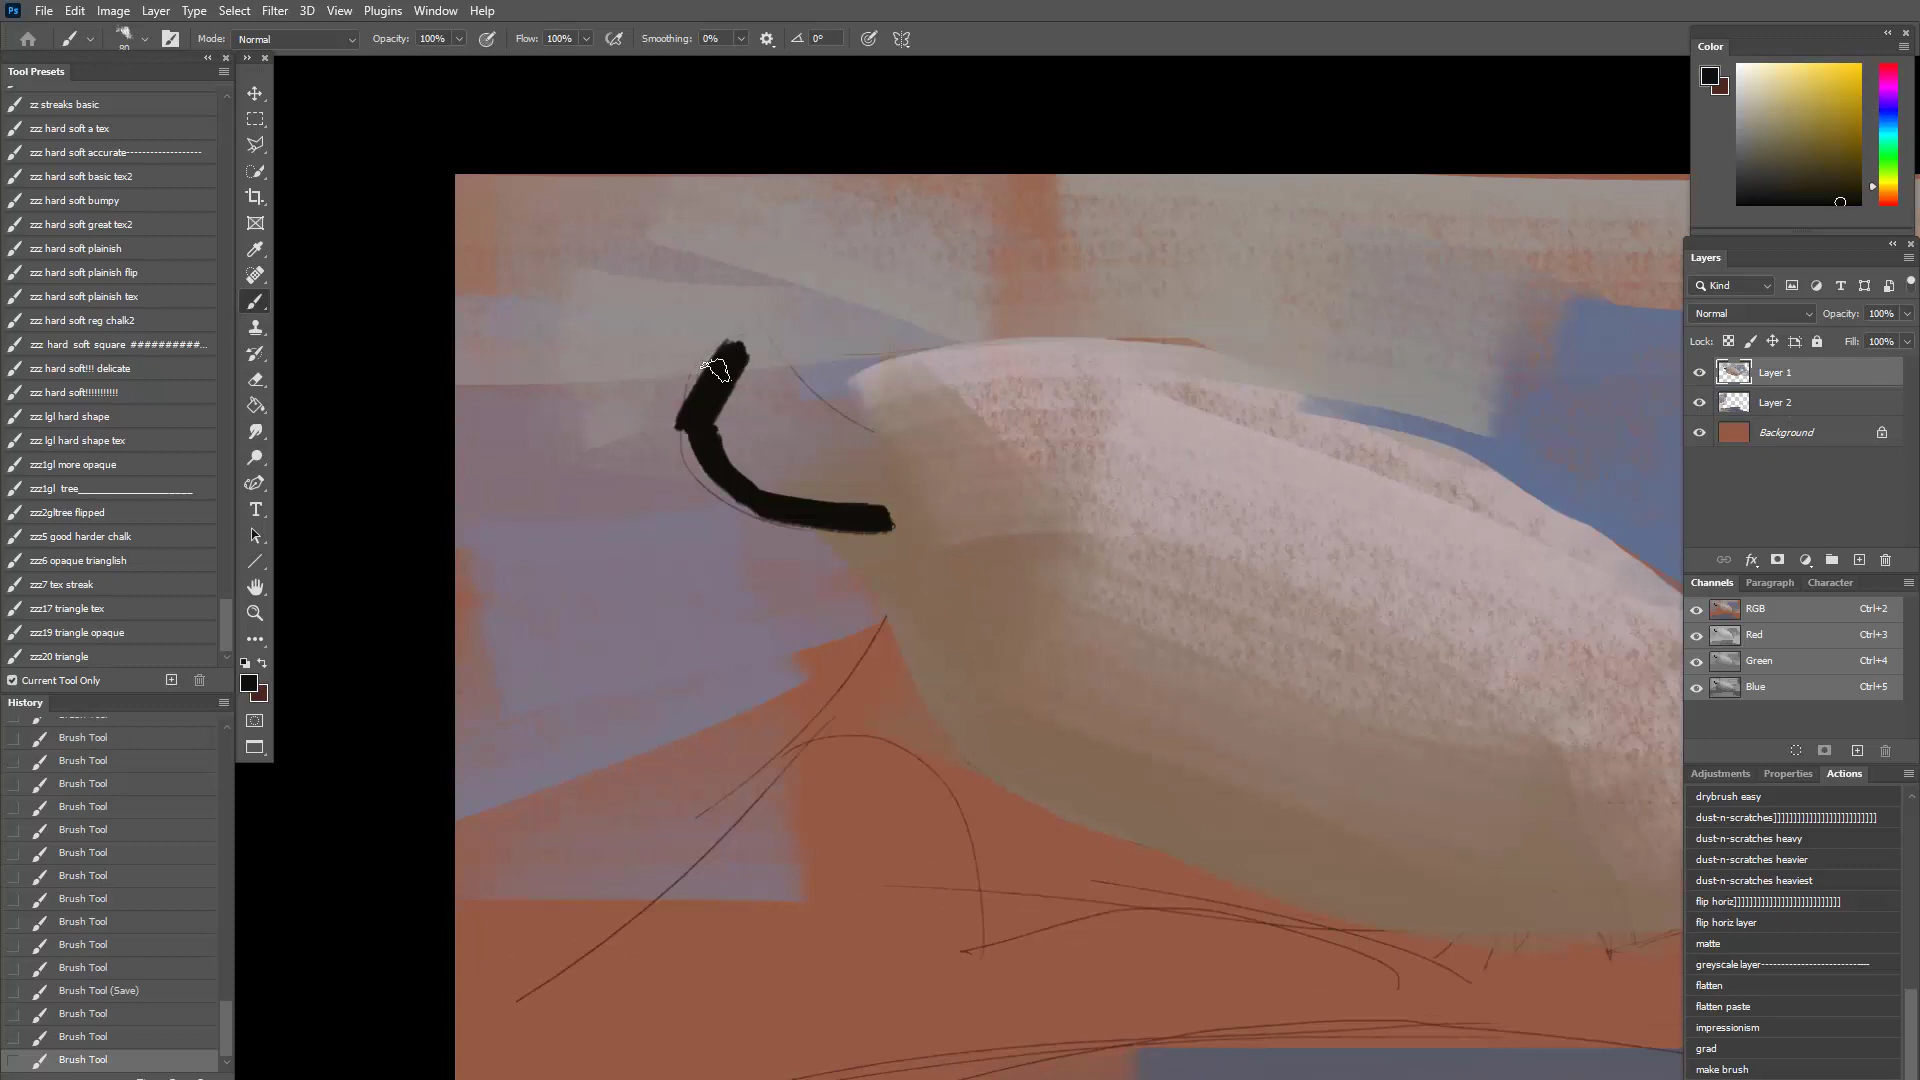 Ps File Edit Image Layer Type Select Filter 3D View Plugins Window Help
80 Mode: Normal Opacity: 100% Flow: 100% Smoothing: 0% 0°
Tool Presets
zz streaks basic
zzz hard soft a tex
zzz hard soft accurate-------------------
zzz hard soft basic tex2
zzz hard soft bumpy
zzz hard soft great tex2
zzz hard soft plainish
zzz hard soft plainish flip
zzz hard soft plainish tex
zzz hard soft reg chalk2
zzz hard soft square ##########...
zzz hard soft!!! delicate
zzz hard soft!!!!!!!!!!!
zzz lgl hard shape
zzz lgl hard shape tex
zzz1gl more opaque
zzz1gl tree______________________
zzz2gltree flipped
zzz5 good harder chalk
zzz6 opaque trianglish
zzz7 tex streak
zzz17 triangle tex
zzz19 triangle opaque
zzz20 triangle
Current Tool Only
History
Brush Tool
Brush Tool
Brush Tool
Brush Tool
Brush Tool
Brush Tool
Brush Tool
Brush Tool
Brush Tool
Brush Tool
Brush Tool
Brush Tool (Save)
Brush Tool
Brush Tool
Brush Tool
Color
Layers
Kind
Normal Opacity: 100%
Lock: Fill: 100%
Layer 1
Layer 2
Background
Channels Paragraph Character
RGB Ctrl+2
Red Ctrl+3
Green Ctrl+4
Blue Ctrl+5
Adjustments Properties Actions
drybrush easy
dust-n-scratches]]]]]]]]]]]]]]]]]]]]]]]]]
dust-n-scratches heavy
dust-n-scratches heavier
dust-n-scratches heaviest
flip horiz]]]]]]]]]]]]]]]]]]]]]]]]]]
flip horiz layer
matte
greyscale layer---------------------------
flatten
flatten paste
impressionism
grad
make brush